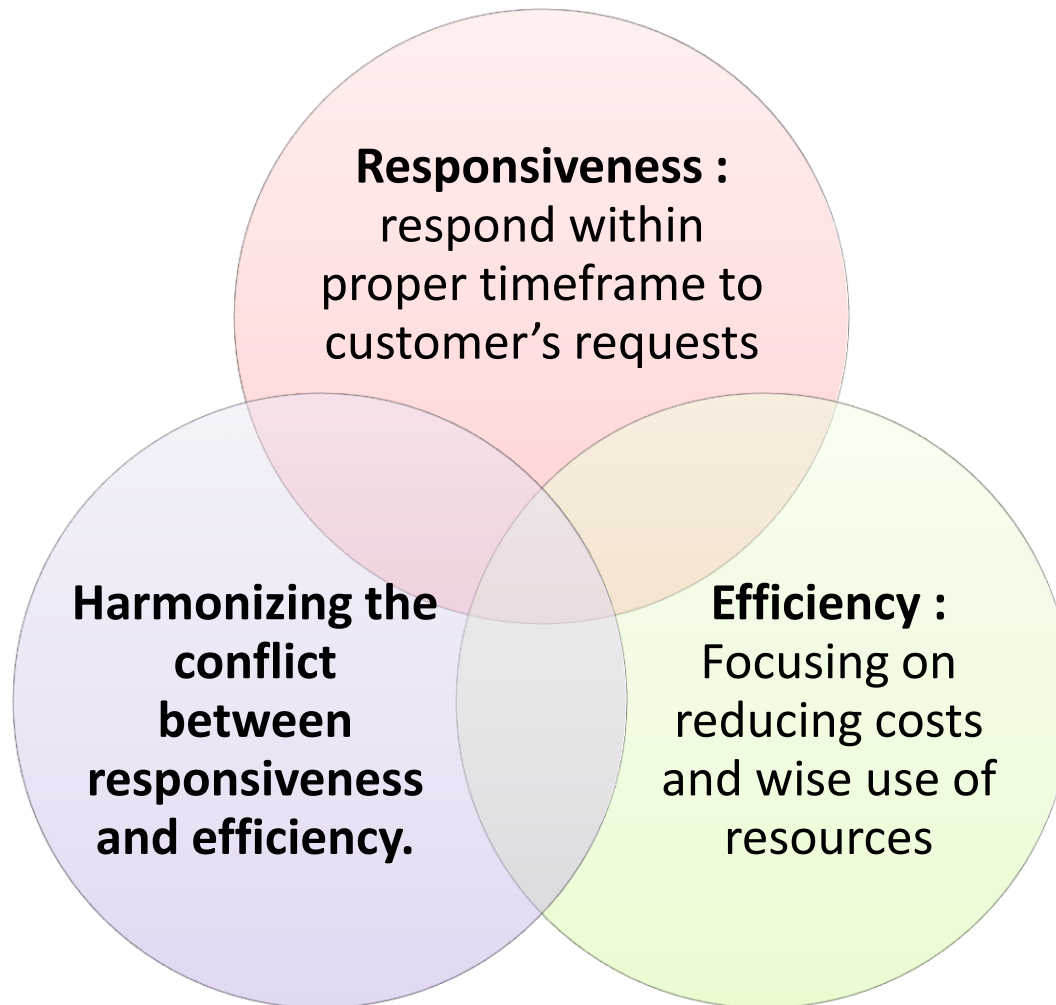 Responsiveness :
respond within
proper timeframe to
customer’s requests
Harmonizing the
conflict
between
responsiveness
and efficiency.
Efficiency :
Focusing on
reducing costs
and wise use of
resources